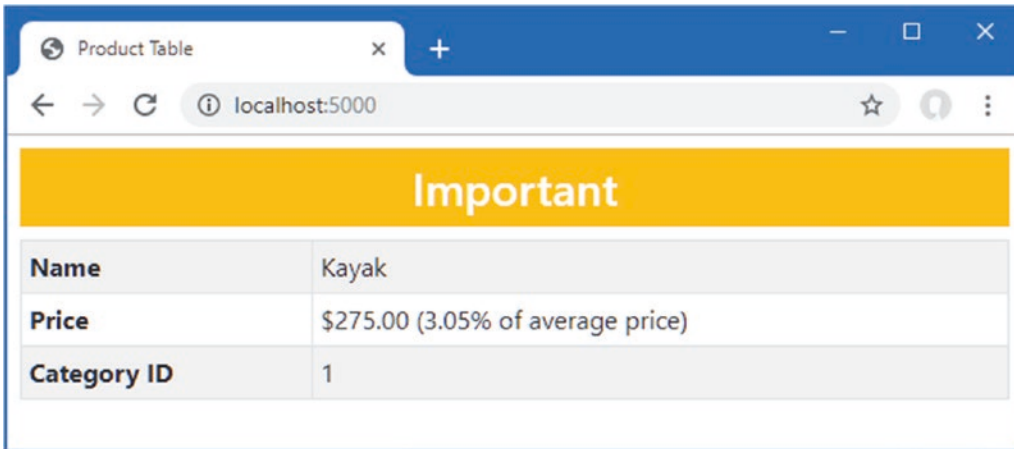 Product Table
localhost:5000
Important
Name Kayak
Price $275.00 (3.05% of average price)
Category ID 1